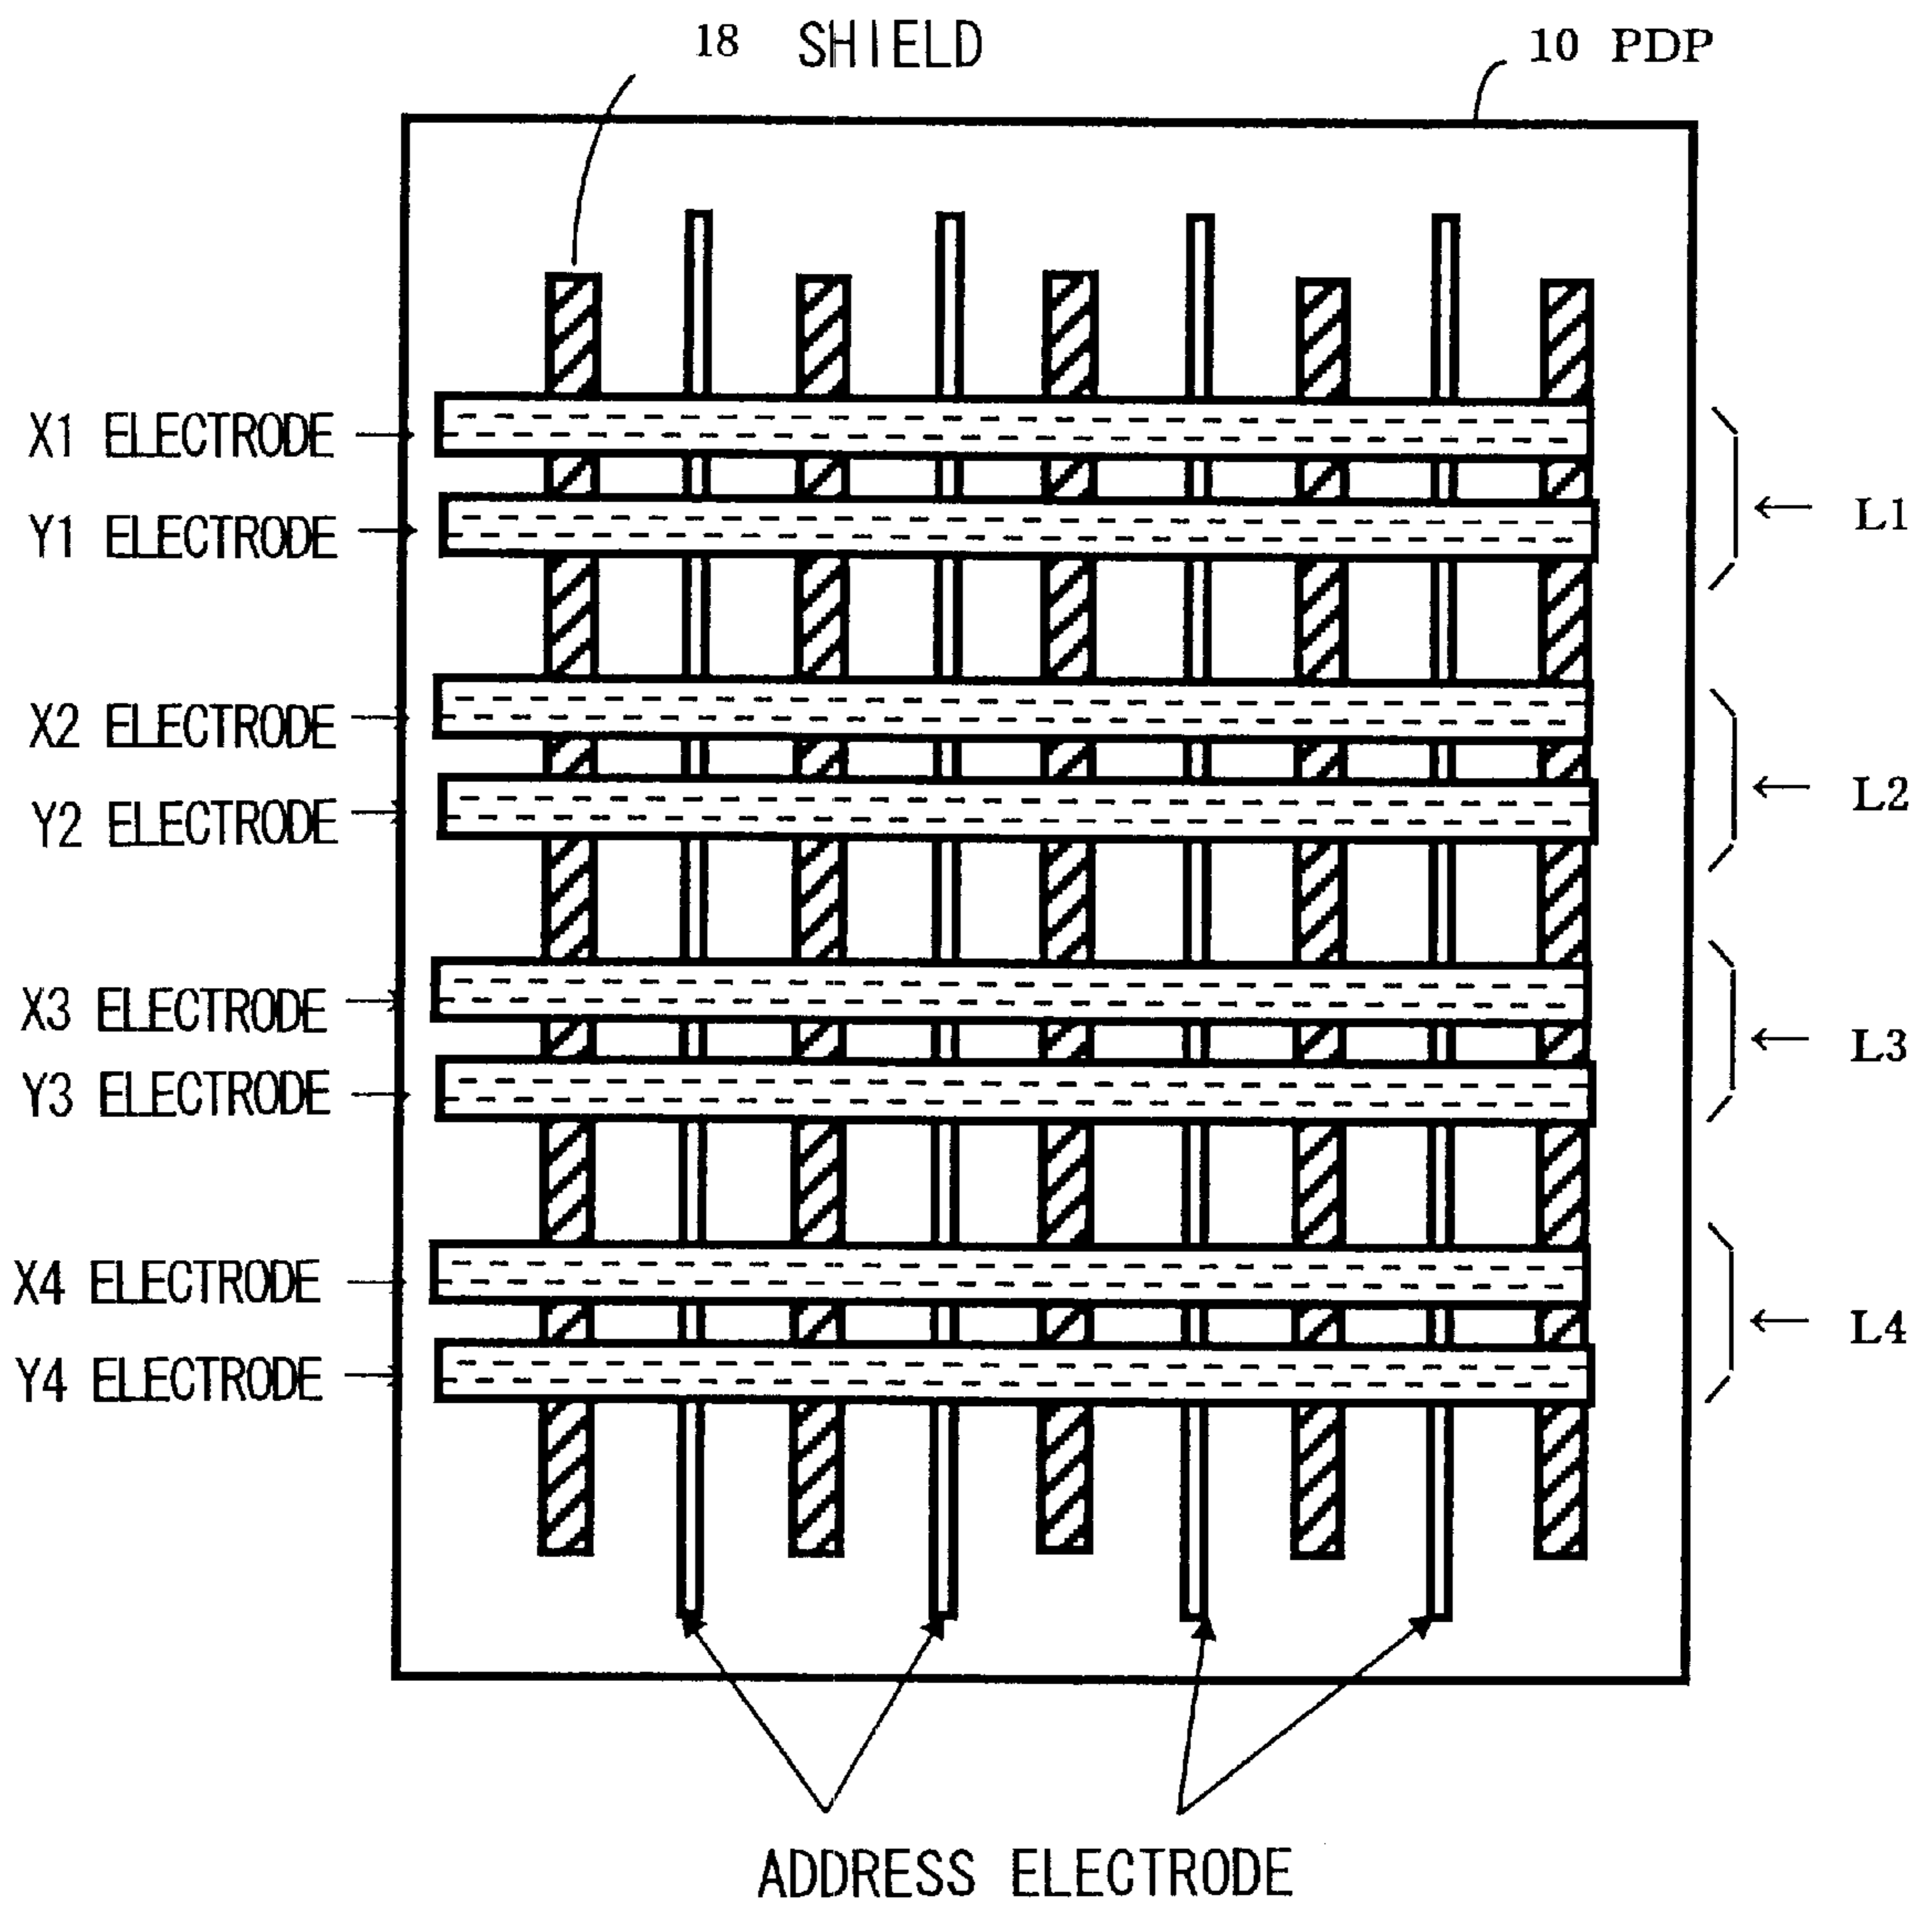 18 SHIELD
10 PDP
X1 ELECTRODE
L1
Y1 ELECTRODE
X2 ELECTRODE
L2
Y2 ELECTRODE
X3 ELECTRODE
L3
Y3 ELECTRODE
X4 ELECTRODE
L4
Y4 ELECTRODE
ADDRESS ELECTRODE